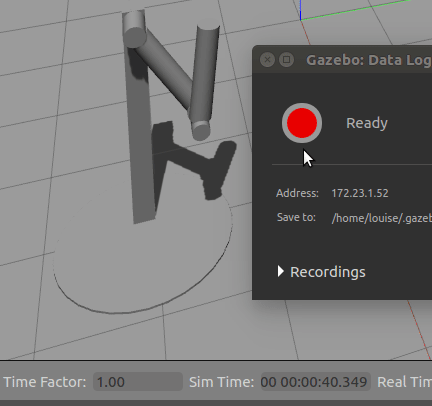 Gazebo: Data Log
Ready
Address: 172.23.1.52
Save to: /home/louise/.gazeb
Recordings
Time Factor: 1.00 Sim Time: 00 00:00:40.349 Real Tim